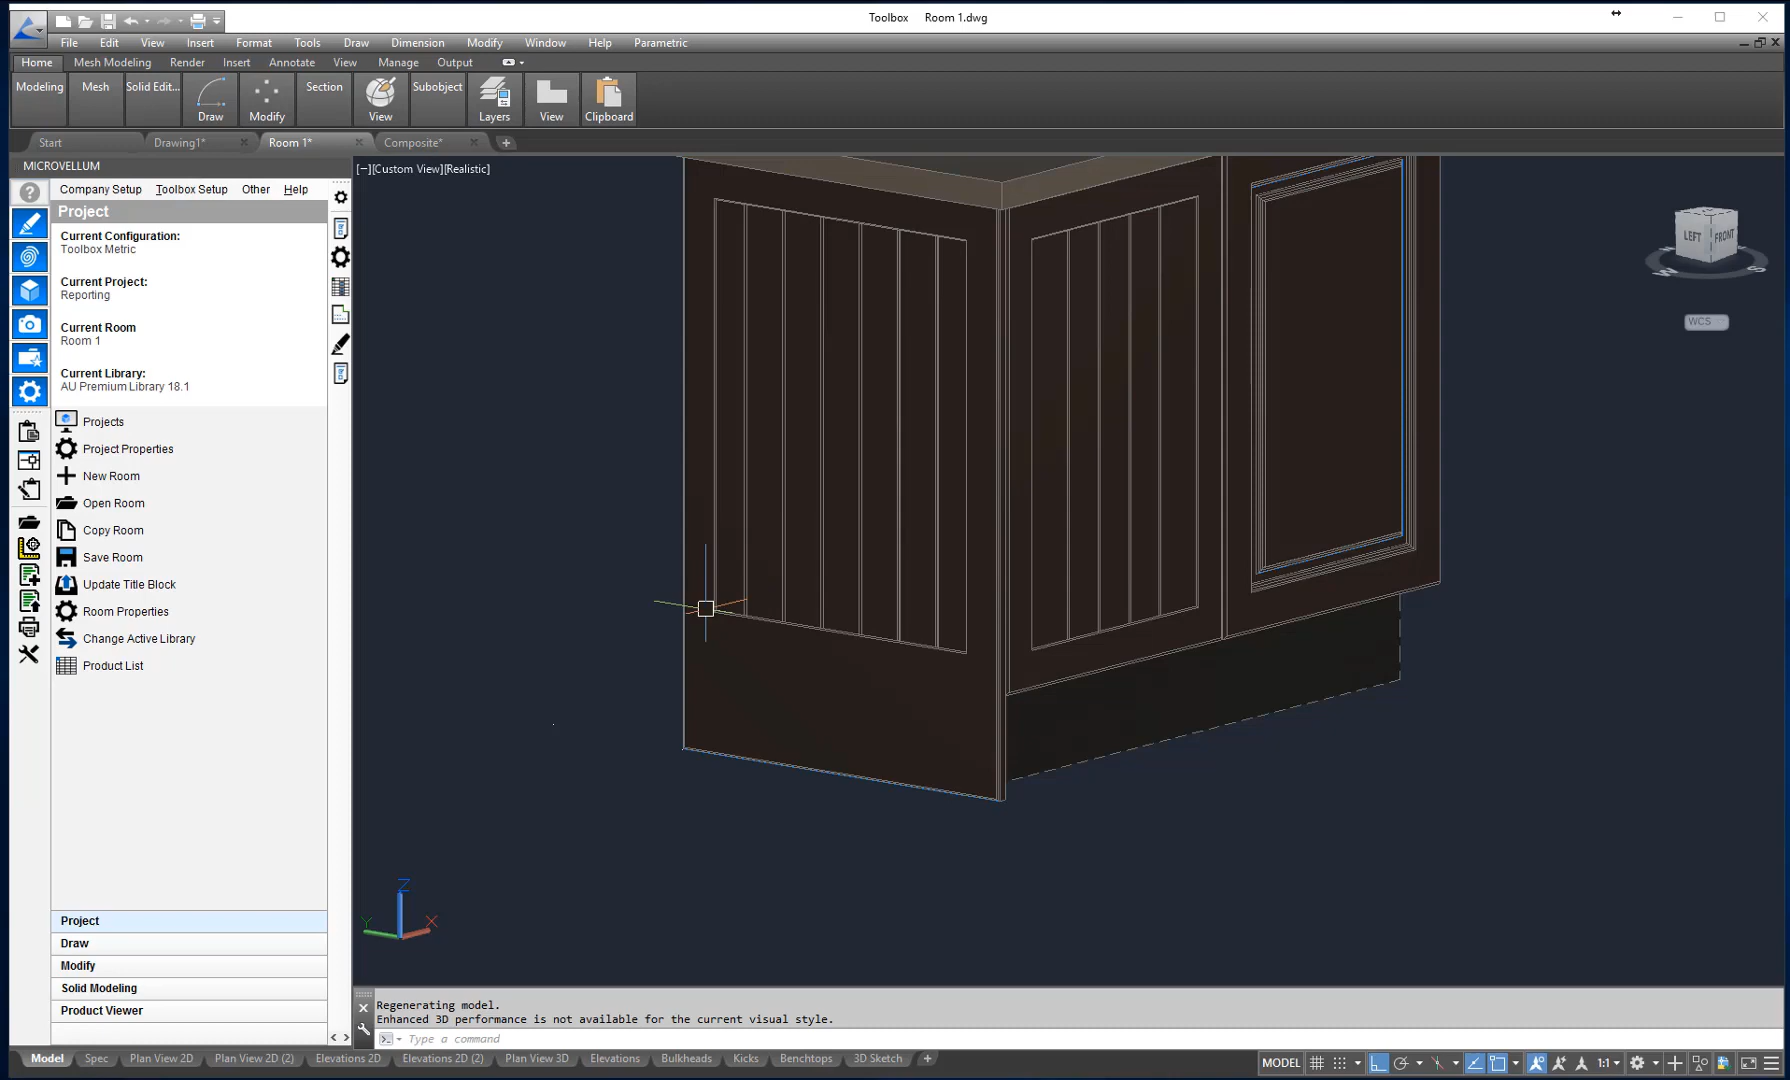 Toolbox Room 1.dwg
File Edit View Insert Format Tools Draw Dimension Modify Window Help Parametric
Home Mesh Modeling Render Insert Annotate View Manage Output
Modeling Mesh Solid Edit... Draw Modify Section View Subobject Layers View Clipboard
Start Drawing1* Room 1* Composite*
MICROVELLUM
[−][Custom View][Realistic]
Company Setup Toolbox Setup Other Help
Project
Current Configuration:
Toolbox Metric
Current Project:
Reporting
Current Room
Room 1
Current Library:
AU Premium Library 18.1
Projects
Project Properties
New Room
Open Room
Copy Room
Save Room
Update Title Block
Room Properties
Change Active Library
Product List
LEFT FRONT
W S
WCS
Z
Y X
Project
Draw
Modify
Solid Modeling
Product Viewer
Regenerating model.
Enhanced 3D performance is not available for the current visual style.
Type a command
Model Spec Plan View 2D Plan View 2D (2) Elevations 2D Elevations 2D (2) Plan View 3D Elevations Bulkheads Kicks Benchtops 3D Sketch
MODEL 1:1